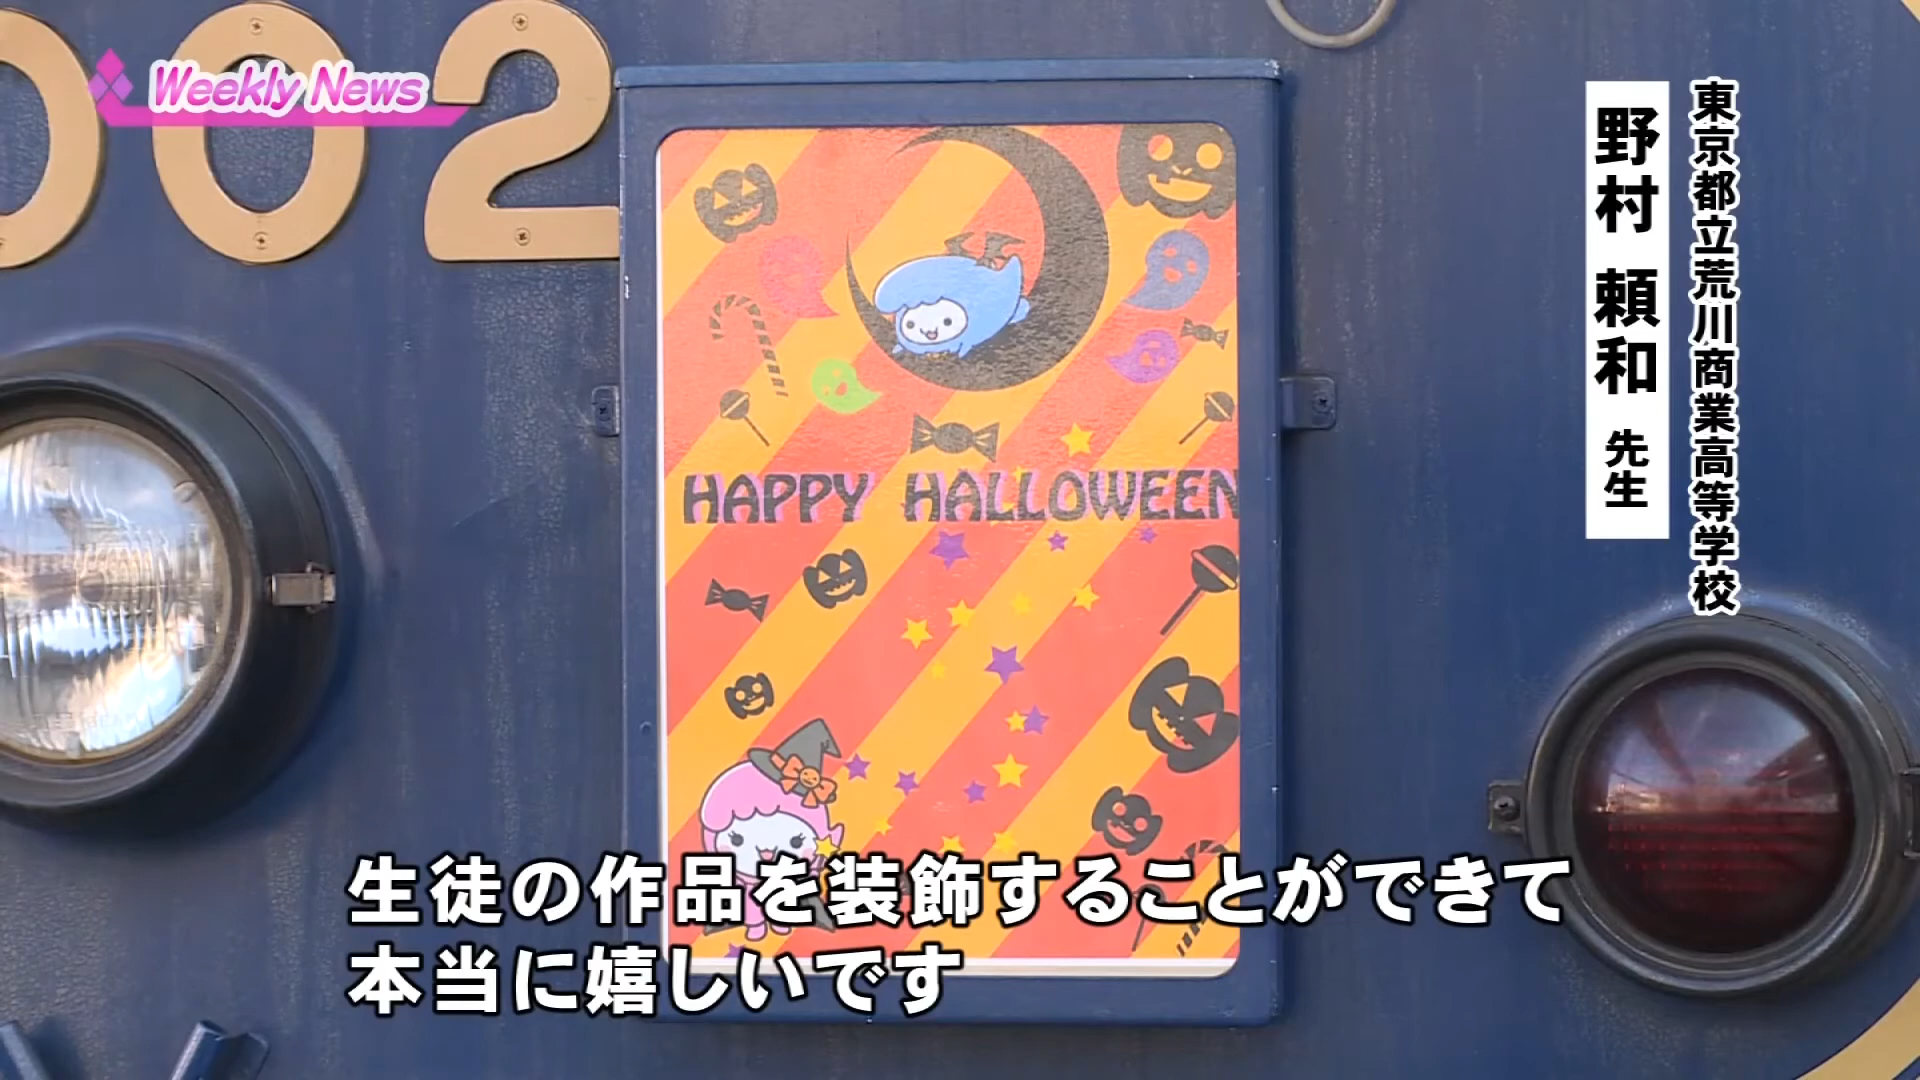 002
Weekly News
東京都立荒川商業高等学校
野村 頼和 先生
HAPPY HALLOWEEN
生徒の作品を装飾することができて
本当に嬉しいです